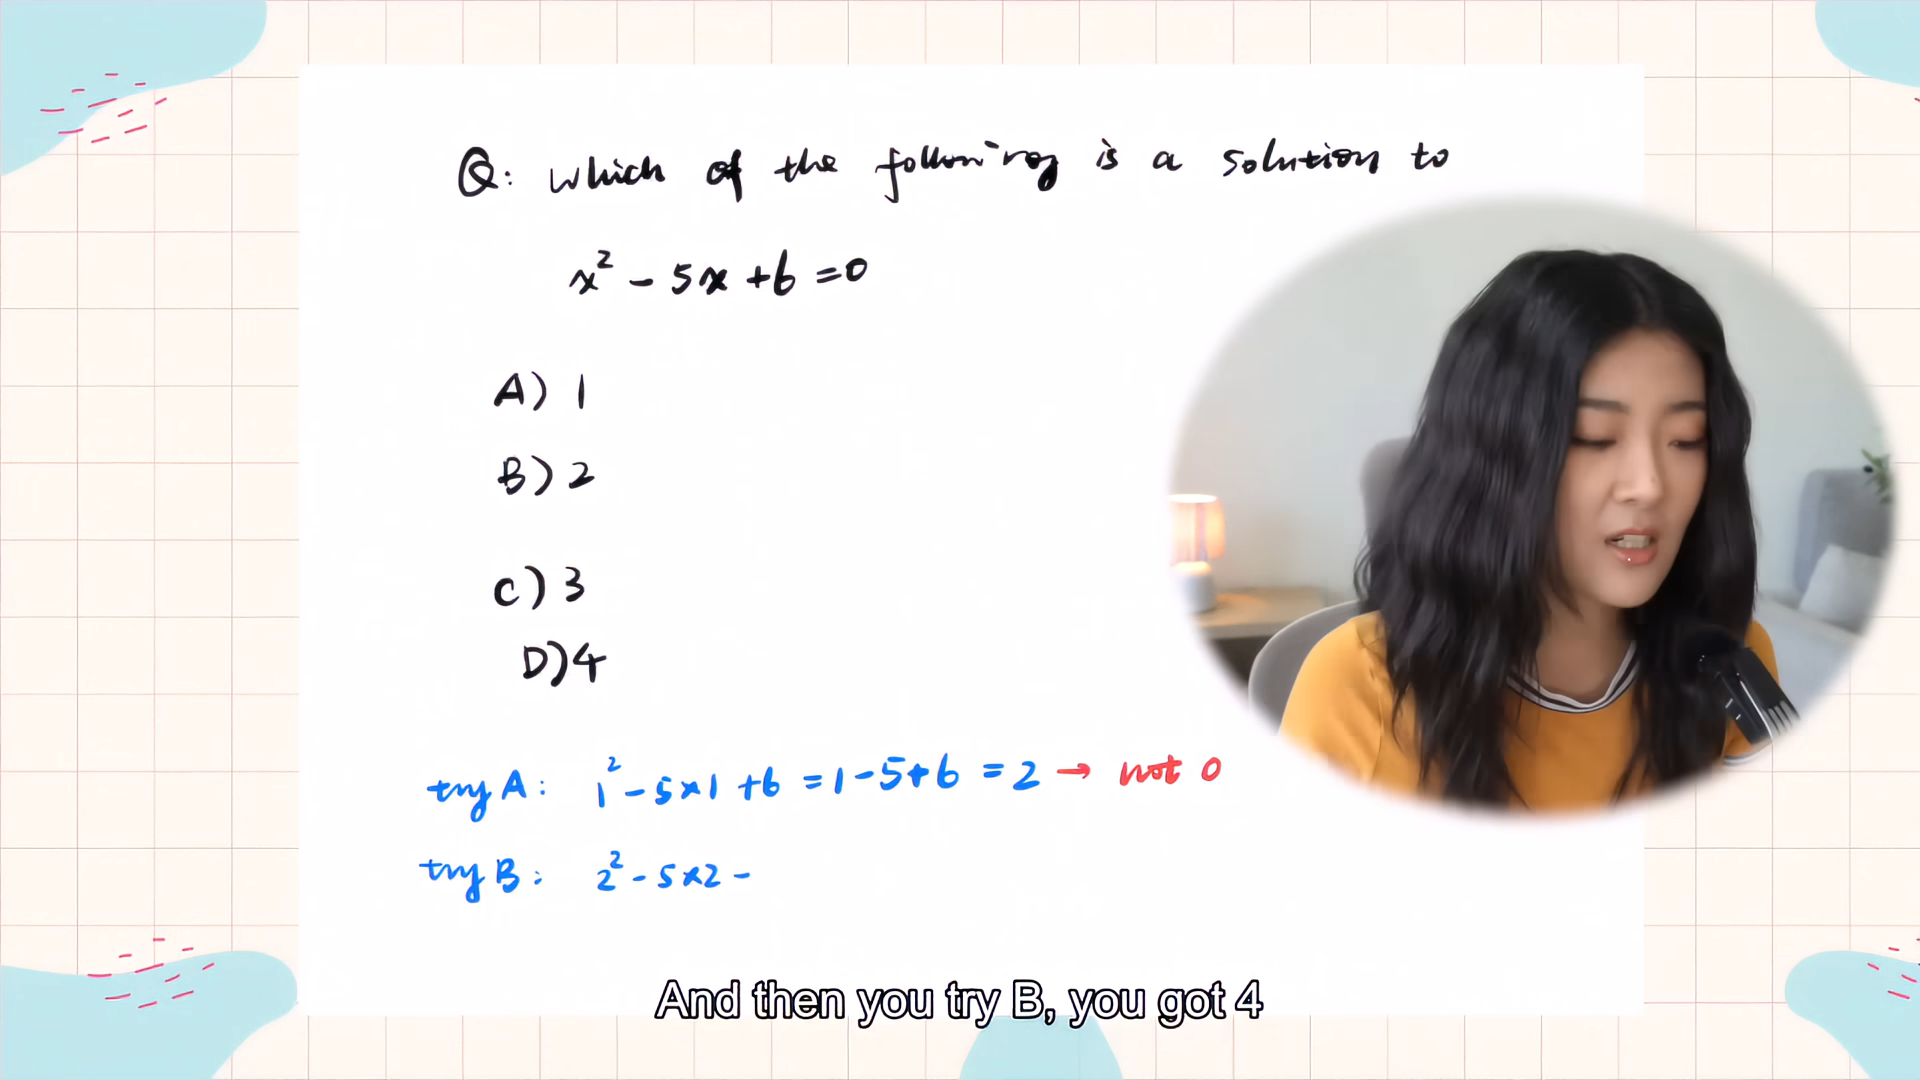 Q: which of the following is a solution to
x² - 5x + 6 = 0
A) 1
B) 2
C) 3
D) 4
try A: 1² - 5×1 + 6 = 1 - 5 + 6 = 2 → not 0
try B: 2² - 5×2 -
And then you try B, you got 4